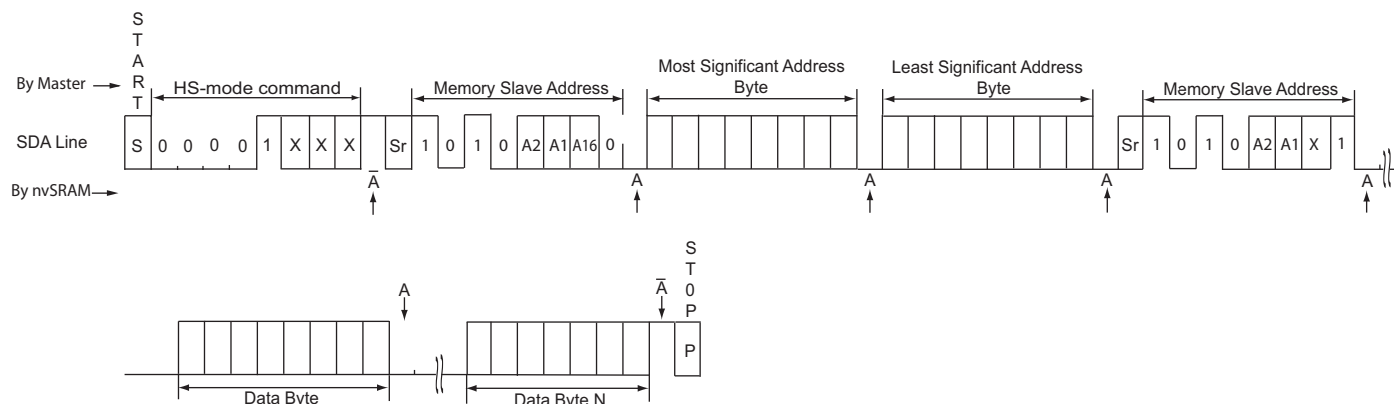 START
By Master
HS-mode command
Memory Slave Address
Most Significant Address Byte
Least Significant Address Byte
Memory Slave Address
SDA Line
S 0 0 0 0 1 X X X Sr 1 0 1 0 A2 A1 A16 0 Sr 1 0 1 0 A2 A1 X 1
By nvSRAM
A̅ A A A A
A A̅
ST0P
P
Data Byte
Data Byte N